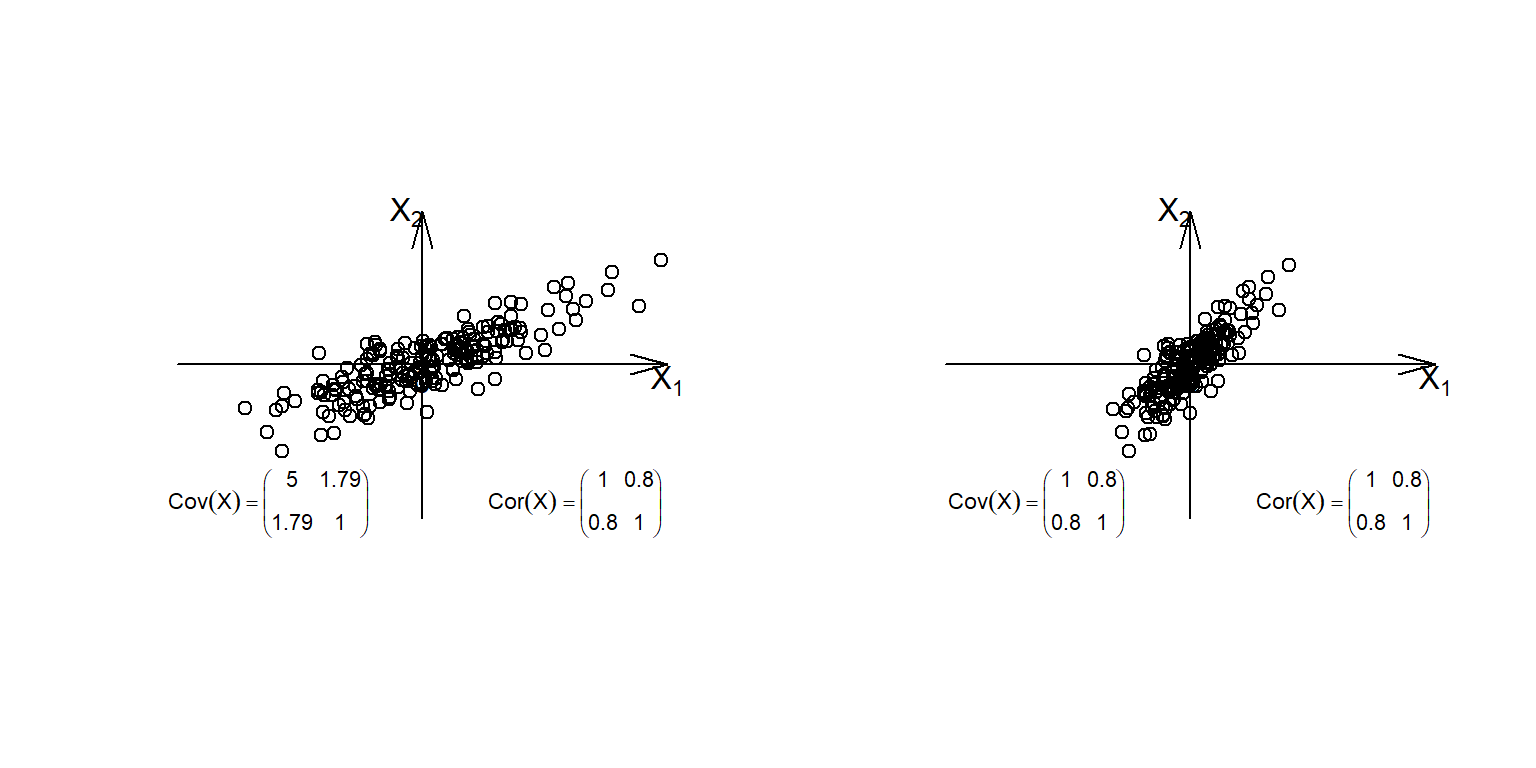 X₂
X₁
Cov(X) = ( 5 1.79
1.79 1 )
Cor(X) = ( 1 0.8
0.8 1 )
X₂
X₁
Cov(X) = ( 1 0.8
0.8 1 )
Cor(X) = ( 1 0.8
0.8 1 )